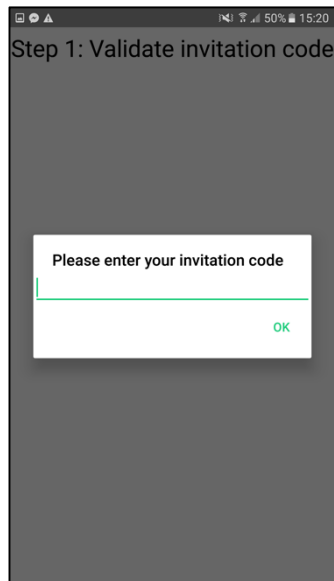 50% 15:20
Step 1: Validate invitation code
Please enter your invitation code
OK